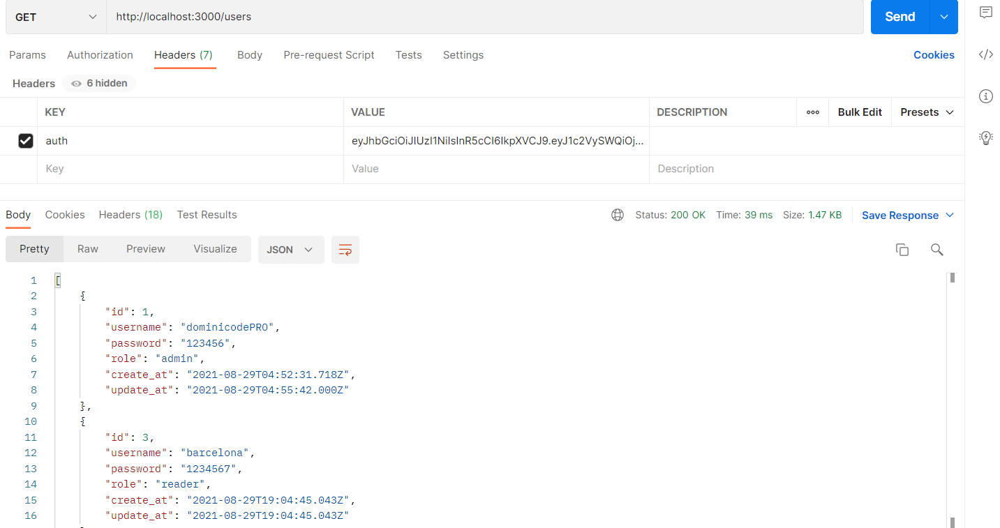 GET http://localhost:3000/users Send
Params Authorization Headers (7) Body Pre-request Script Tests Settings Cookies
Headers 6 hidden
KEY VALUE DESCRIPTION Bulk Edit Presets
auth eyJhbGciOiJIUzI1NiIsInR5cCI6IkpXVCJ9.eyJ1c2VySWQiOj...
Key Value Description
Body Cookies Headers (18) Test Results Status: 200 OK Time: 39 ms Size: 1.47 KB Save Response
Pretty Raw Preview Visualize JSON
1 [
2 {
3 "id": 1,
4 "username": "dominicodePRO",
5 "password": "123456",
6 "role": "admin",
7 "create_at": "2021-08-29T04:52:31.718Z",
8 "update_at": "2021-08-29T04:55:42.000Z"
9 },
10 {
11 "id": 3,
12 "username": "barcelona",
13 "password": "1234567",
14 "role": "reader",
15 "create_at": "2021-08-29T19:04:45.043Z",
16 "update_at": "2021-08-29T19:04:45.043Z"